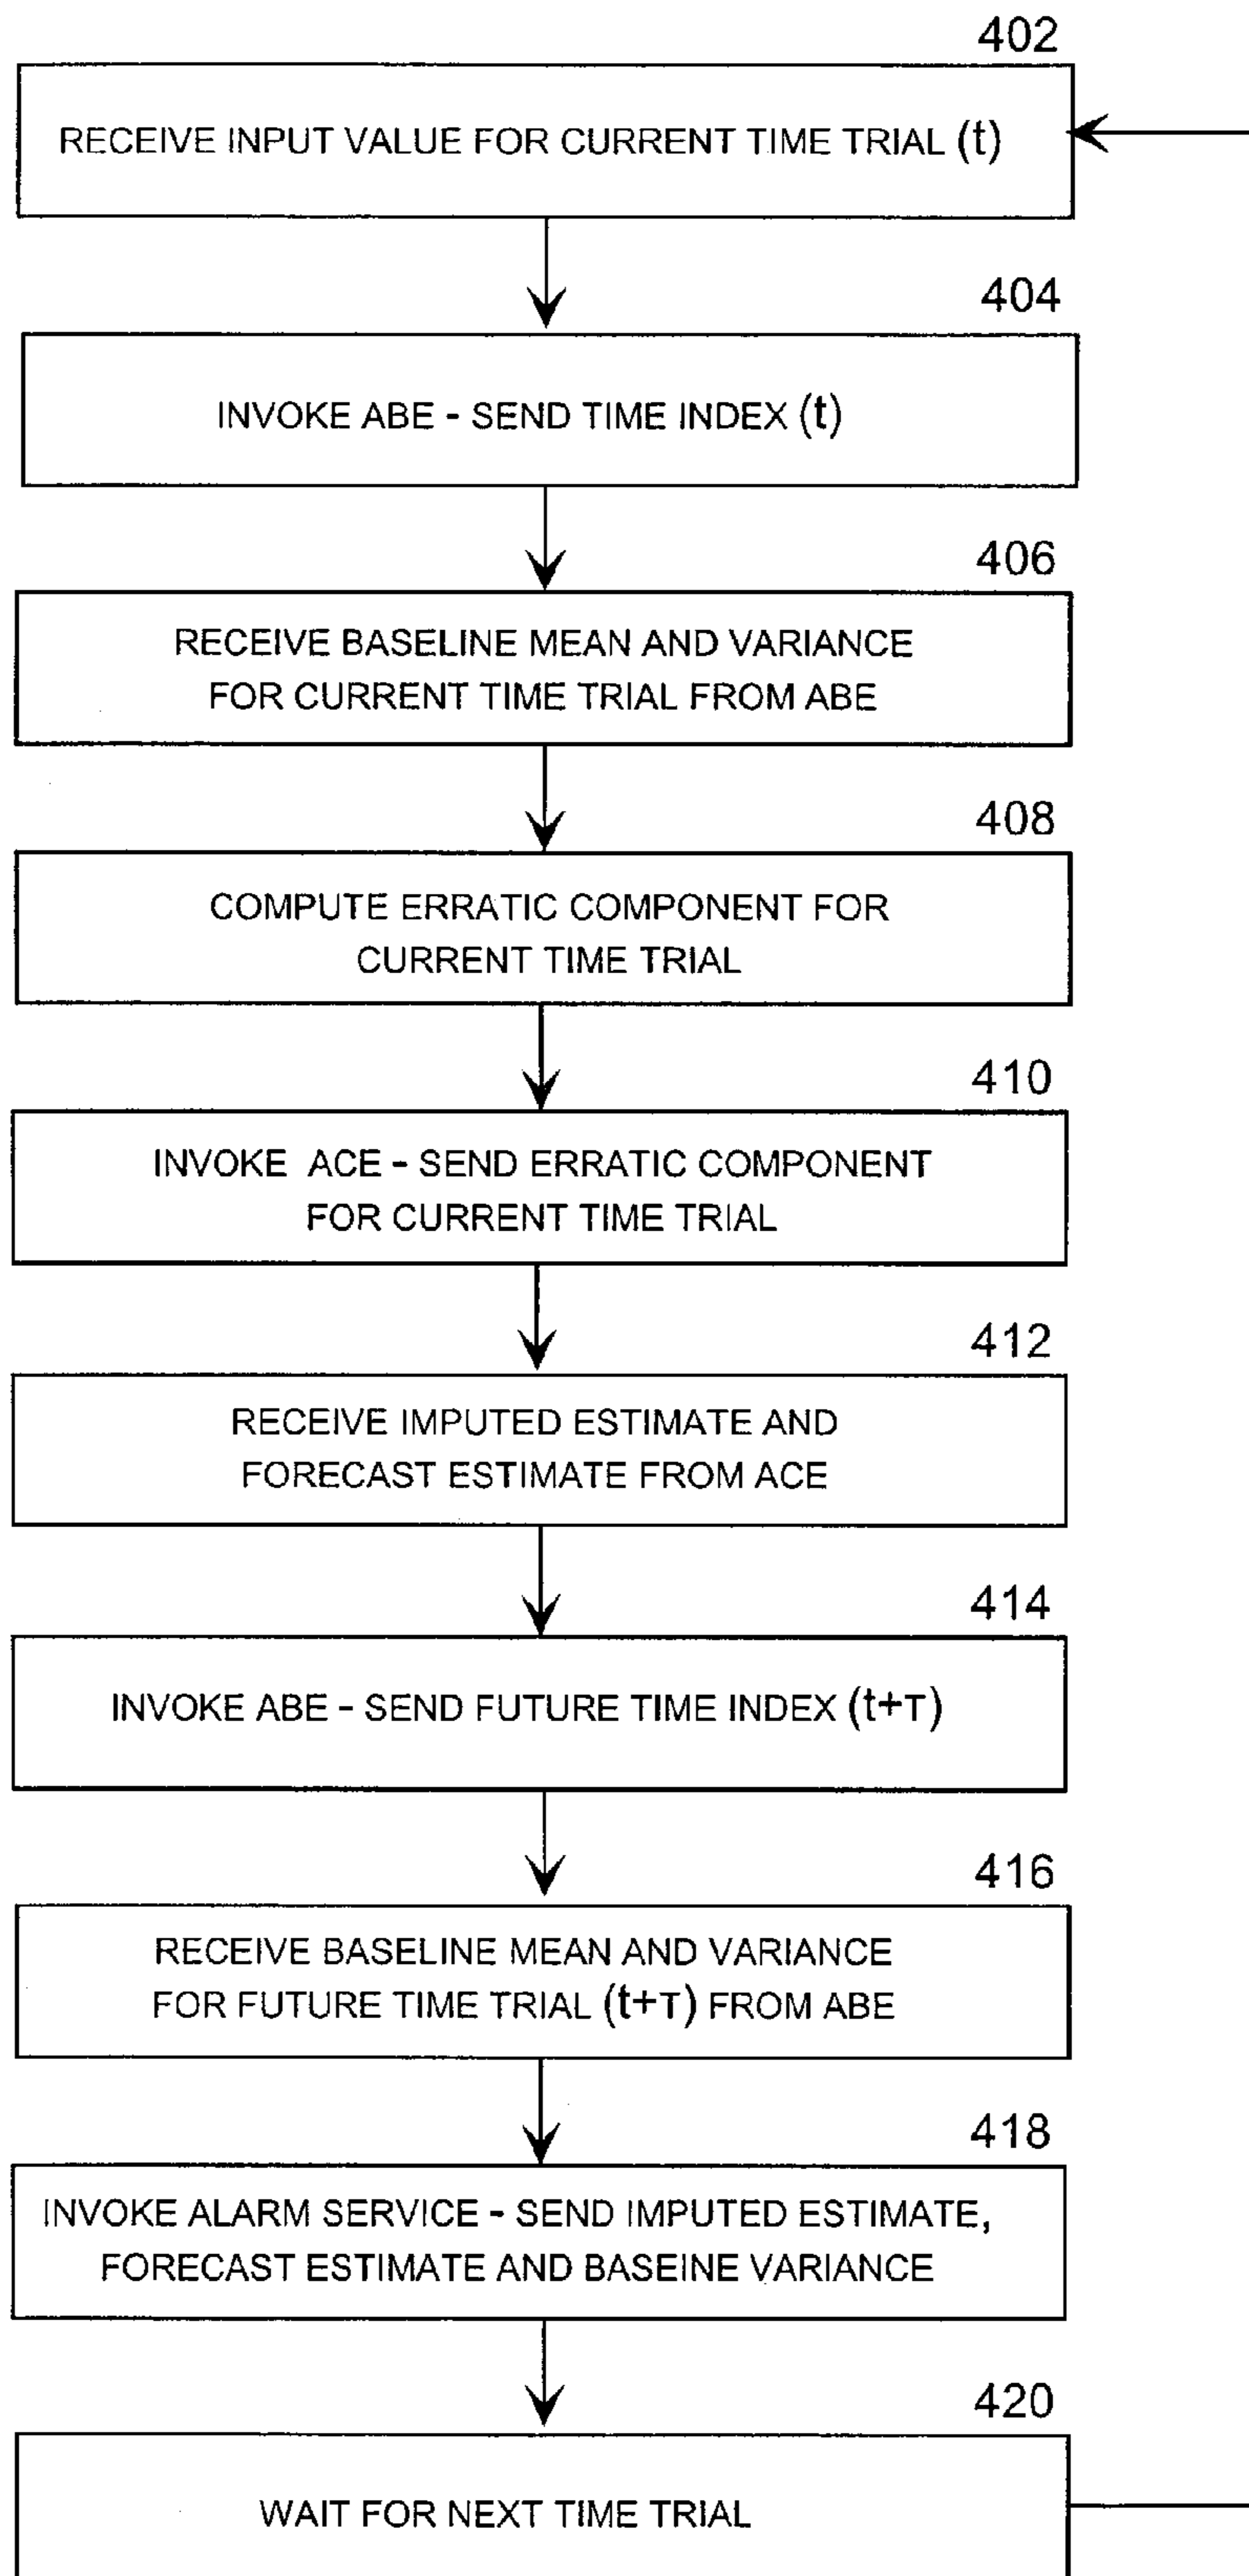 402
RECEIVE INPUT VALUE FOR CURRENT TIME TRIAL (t)
404
INVOKE ABE - SEND TIME INDEX (t)
406
RECEIVE BASELINE MEAN AND VARIANCE
FOR CURRENT TIME TRIAL FROM ABE
408
COMPUTE ERRATIC COMPONENT FOR
CURRENT TIME TRIAL
410
INVOKE ACE - SEND ERRATIC COMPONENT
FOR CURRENT TIME TRIAL
412
RECEIVE IMPUTED ESTIMATE AND
FORECAST ESTIMATE FROM ACE
414
INVOKE ABE - SEND FUTURE TIME INDEX (t+τ)
416
RECEIVE BASELINE MEAN AND VARIANCE
FOR FUTURE TIME TRIAL (t+τ) FROM ABE
418
INVOKE ALARM SERVICE - SEND IMPUTED ESTIMATE,
FORECAST ESTIMATE AND BASEINE VARIANCE
420
WAIT FOR NEXT TIME TRIAL